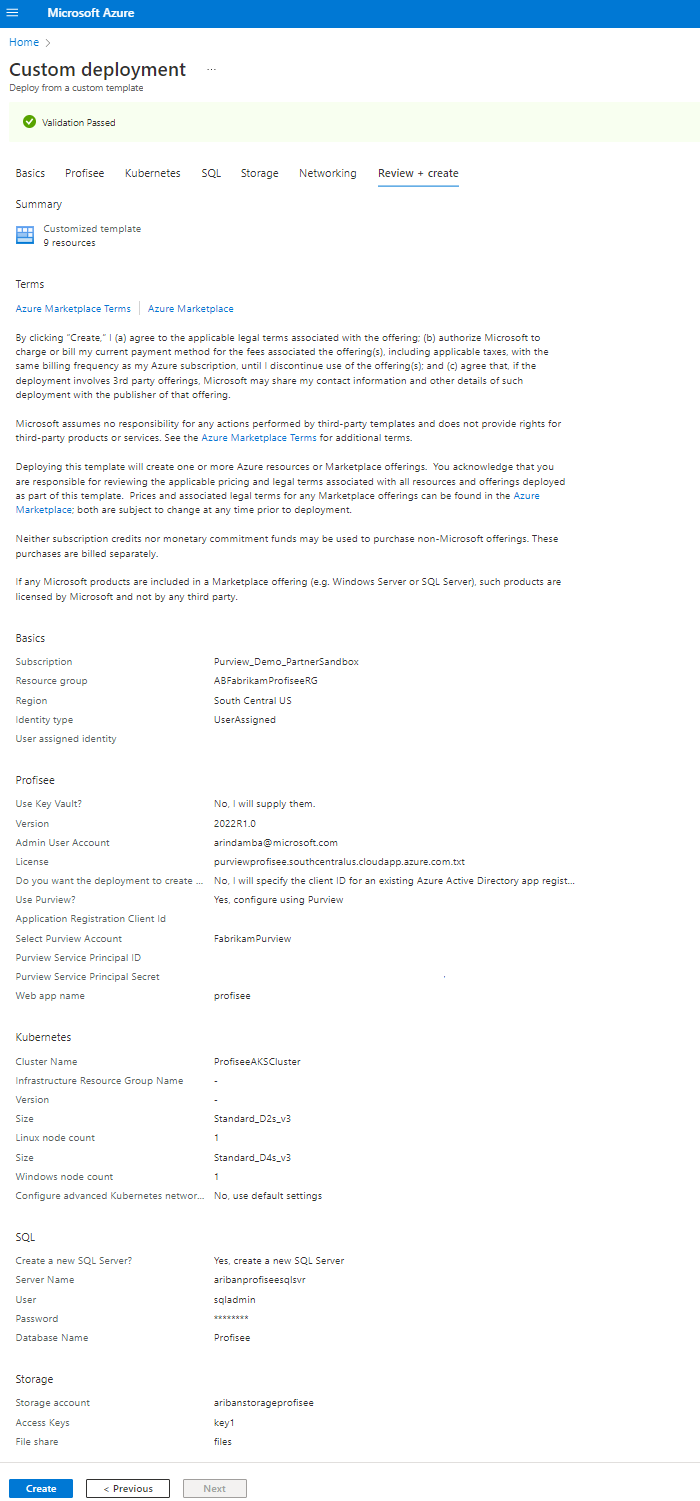 Microsoft Azure
Home >
Custom deployment ...
Deploy from a custom template
Validation Passed
Basics Profisee Kubernetes SQL Storage Networking Review + create
Summary
Customized template
9 resources
Terms
Azure Marketplace Terms | Azure Marketplace
By clicking "Create," I (a) agree to the applicable legal terms associated with the offering; (b) authorize Microsoft to
charge or bill my current payment method for the fees associated the offering(s), including applicable taxes, with the
same billing frequency as my Azure subscription, until I discontinue use of the offering(s); and (c) agree that, if the
deployment involves 3rd party offerings, Microsoft may share my contact information and other details of such
deployment with the publisher of that offering.
Microsoft assumes no responsibility for any actions performed by third-party templates and does not provide rights for
third-party products or services. See the Azure Marketplace Terms for additional terms.
Deploying this template will create one or more Azure resources or Marketplace offerings. You acknowledge that you
are responsible for reviewing the applicable pricing and legal terms associated with all resources and offerings deployed
as part of this template. Prices and associated legal terms for any Marketplace offerings can be found in the Azure
Marketplace; both are subject to change at any time prior to deployment.
Neither subscription credits nor monetary commitment funds may be used to purchase non-Microsoft offerings. These
purchases are billed separately.
If any Microsoft products are included in a Marketplace offering (e.g. Windows Server or SQL Server), such products are
licensed by Microsoft and not by any third party.
Basics
Subscription Purview_Demo_PartnerSandbox
Resource group ABFabrikamProfiseeRG
Region South Central US
Identity type UserAssigned
User assigned identity
Profisee
Use Key Vault? No, I will supply them.
Version 2022R1.0
Admin User Account arindamba@microsoft.com
License purviewprofisee.southcentralus.cloudapp.azure.com.txt
Do you want the deployment to create ... No, I will specify the client ID for an existing Azure Active Directory app regist...
Use Purview? Yes, configure using Purview
Application Registration Client Id
Select Purview Account FabrikamPurview
Purview Service Principal ID
Purview Service Principal Secret
Web app name profisee
Kubernetes
Cluster Name ProfiseeAKSCluster
Infrastructure Resource Group Name -
Version -
Size Standard_D2s_v3
Linux node count 1
Size Standard_D4s_v3
Windows node count 1
Configure advanced Kubernetes networ... No, use default settings
SQL
Create a new SQL Server? Yes, create a new SQL Server
Server Name aribanprofiseesqlsvr
User sqladmin
Password ********
Database Name Profisee
Storage
Storage account aribanstorageprofisee
Access Keys key1
File share files
Create < Previous Next